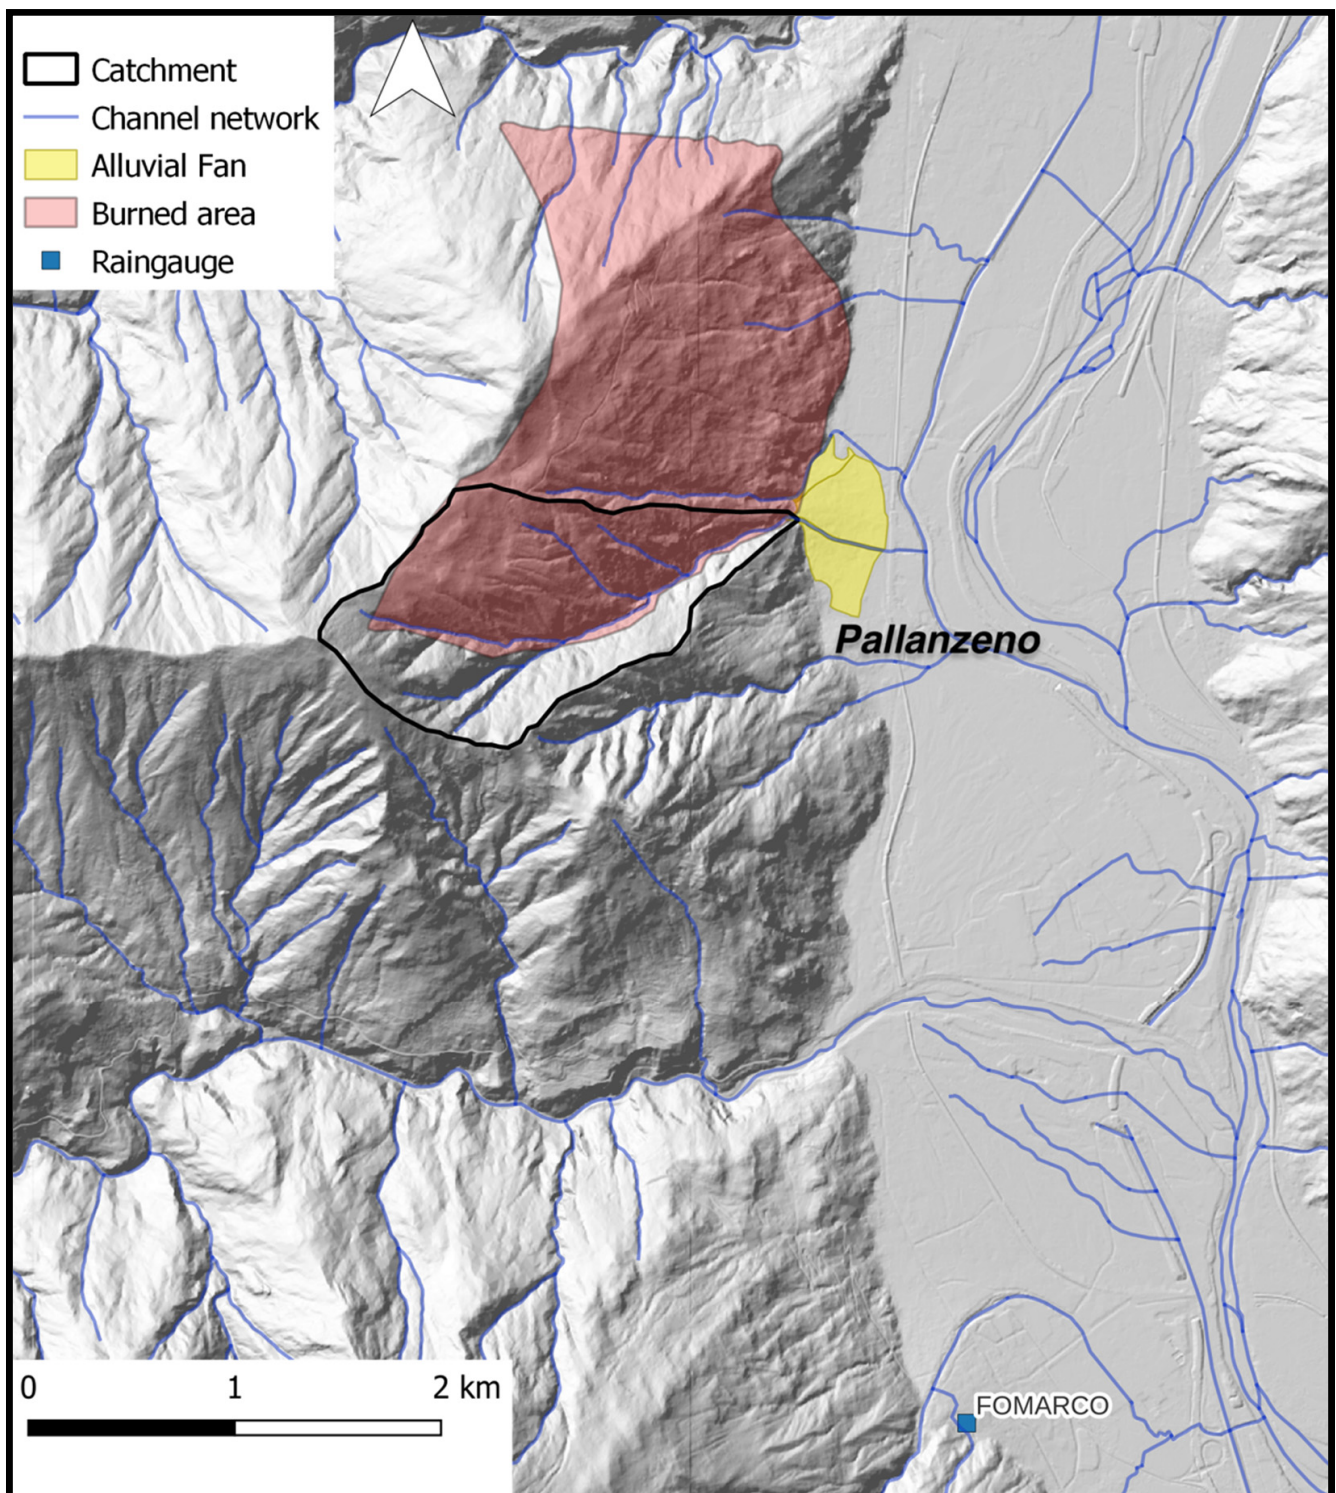 Catchment
Channel network
Alluvial Fan
Burned area
Raingauge
Pallanzeno
0 1 2 km
FOMARCO